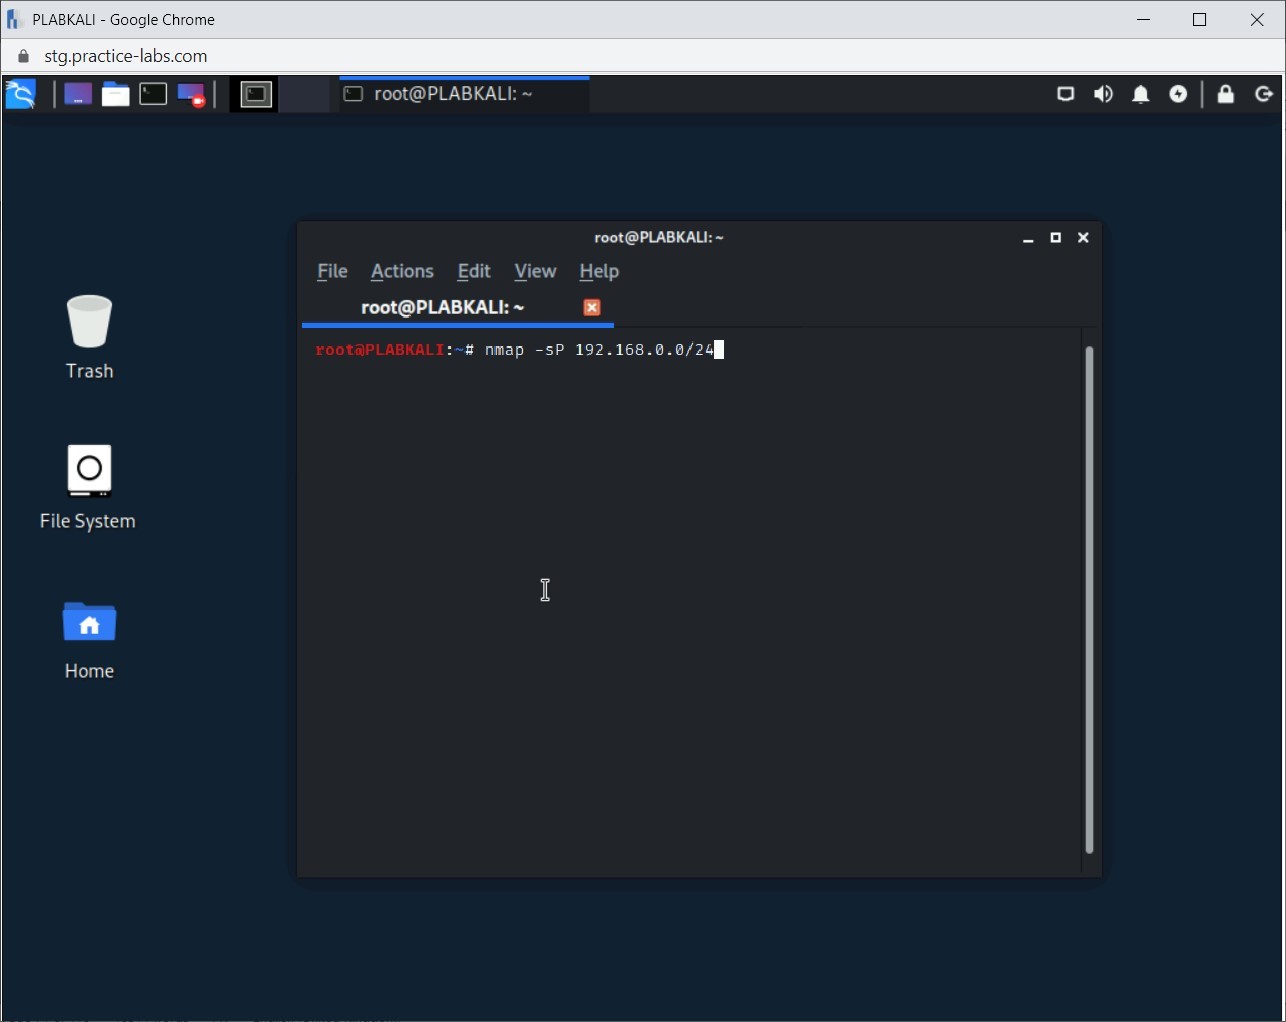 PLABKALI - Google Chrome
stg.practice-labs.com
root@PLABKALI: ~
root@PLABKALI: ~
File Actions Edit View Help
root@PLABKALI: ~
root@PLABKALI:~# nmap -sP 192.168.0.0/24
Trash
File System
Home